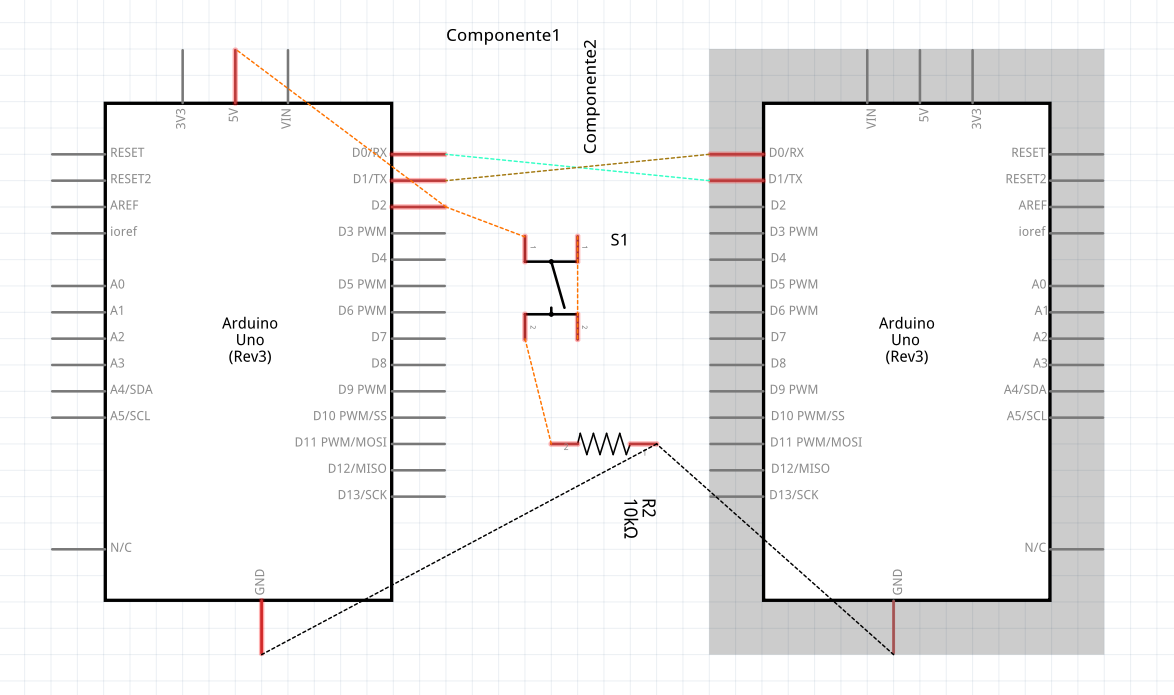 Componente1
Componente2
3V3
5V
VIN
RESET
RESET2
AREF
ioref
A0
A1
A2
A3
A4/SDA
A5/SCL
N/C
D0/RX
D1/TX
D2
D3 PWM
D4
D5 PWM
D6 PWM
D7
D8
D9 PWM
D10 PWM/SS
D11 PWM/MOSI
D12/MISO
D13/SCK
GND
Arduino
Uno
(Rev3)
S1
1
1
2
2
2
1
R2
10kΩ
VIN
5V
3V3
D0/RX
D1/TX
D2
D3 PWM
D4
D5 PWM
D6 PWM
D7
D8
D9 PWM
D10 PWM/SS
D11 PWM/MOSI
D12/MISO
D13/SCK
Arduino
Uno
(Rev3)
RESET
RESET2
AREF
ioref
A0
A1
A2
A3
A4/SDA
A5/SCL
N/C
GND